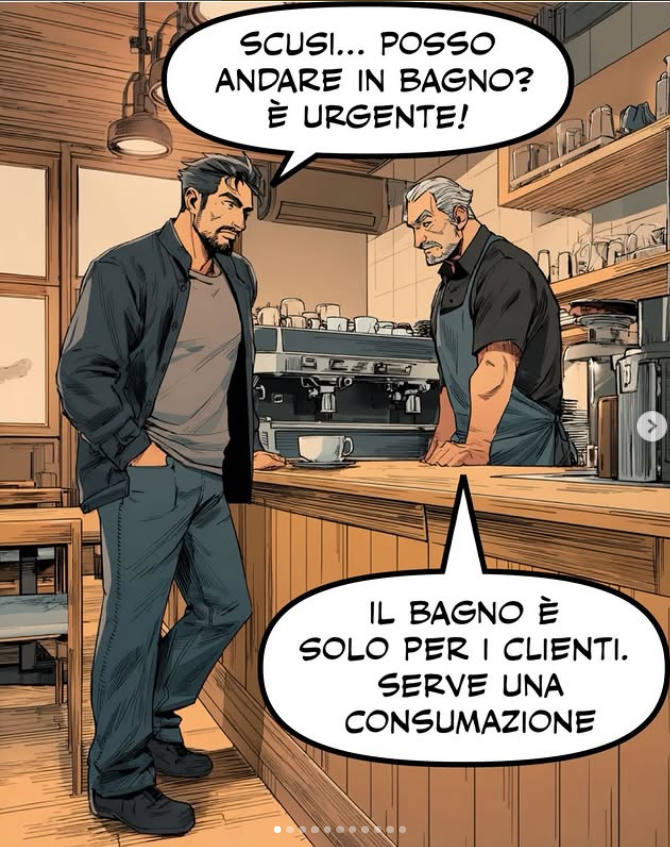 SCUSI... POSSO
ANDARE IN BAGNO?
È URGENTE!
IL BAGNO È
SOLO PER I CLIENTI.
SERVE UNA
CONSUMAZIONE